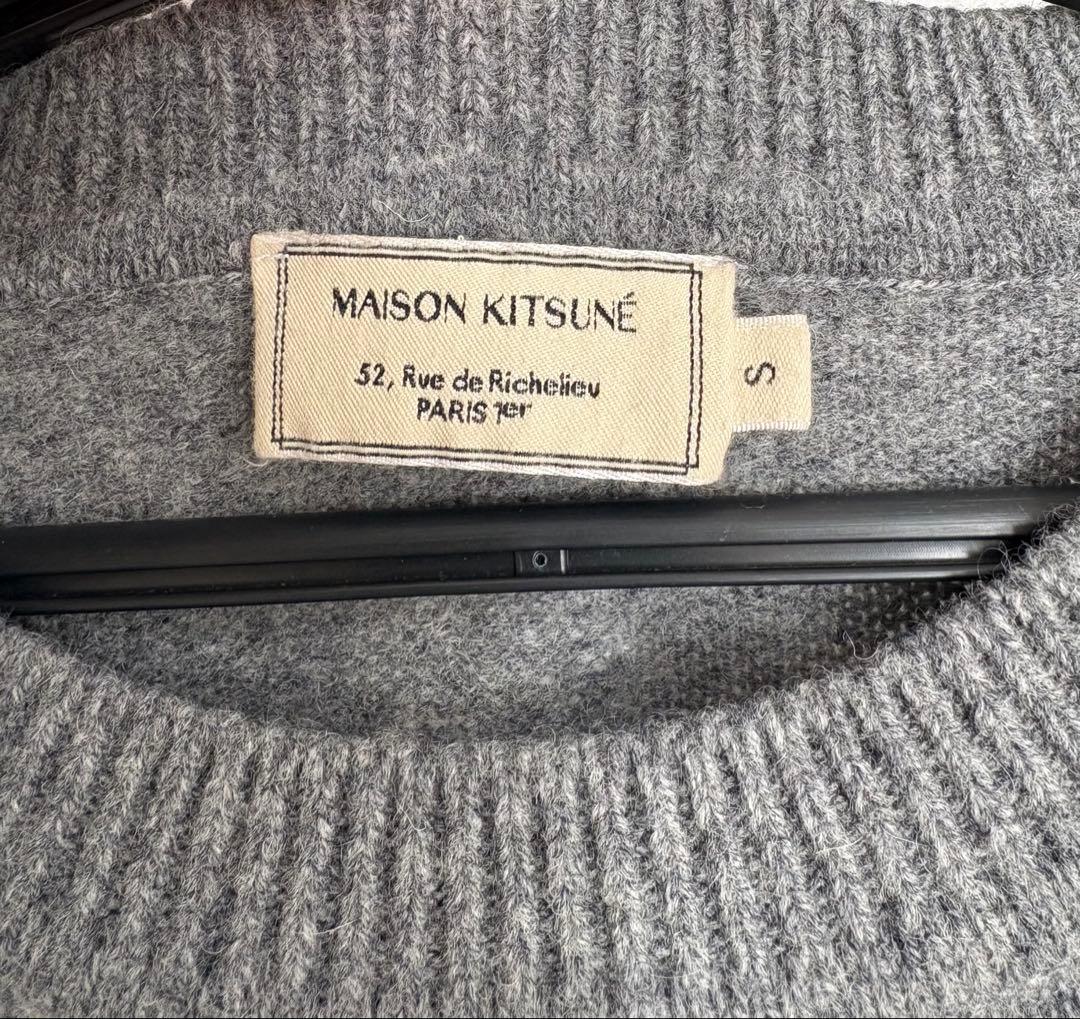 MAISON KITSUNÉ
52, Rue de Richelieu
PARIS 1er
S